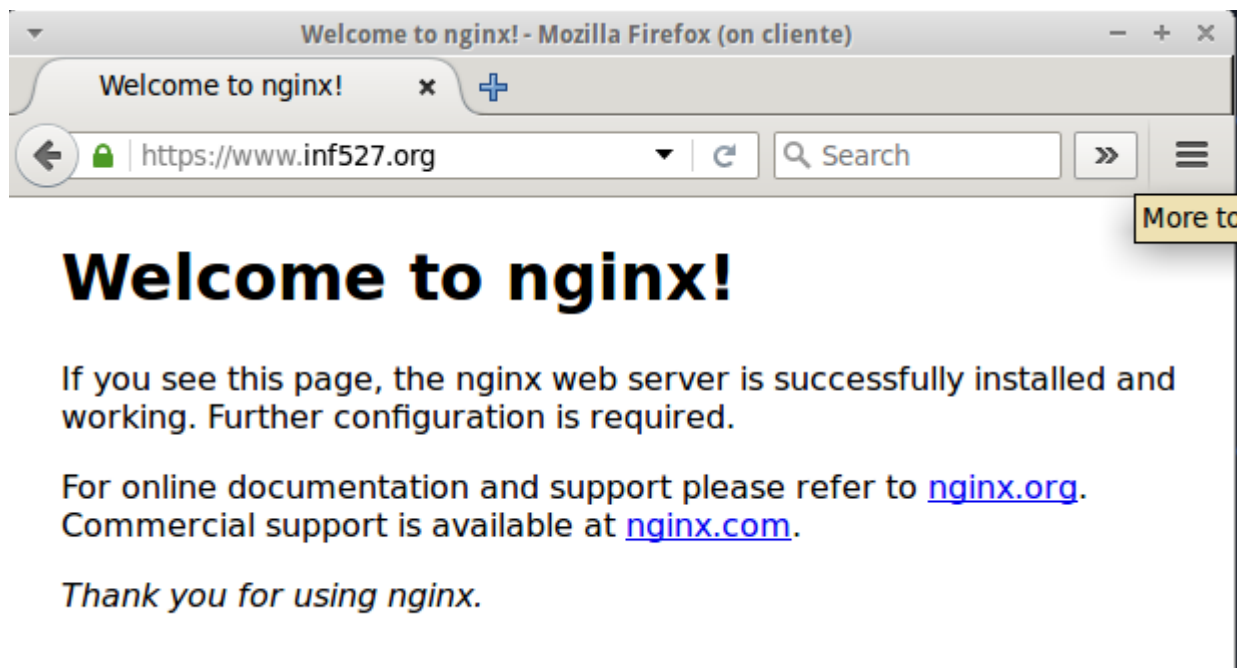 Welcome to nginx! - Mozilla Firefox (on cliente)
Welcome to nginx!
https://www.inf527.org
Search
More to
Welcome to nginx!
If you see this page, the nginx web server is successfully installed and
working. Further configuration is required.
For online documentation and support please refer to nginx.org.
Commercial support is available at nginx.com.
Thank you for using nginx.